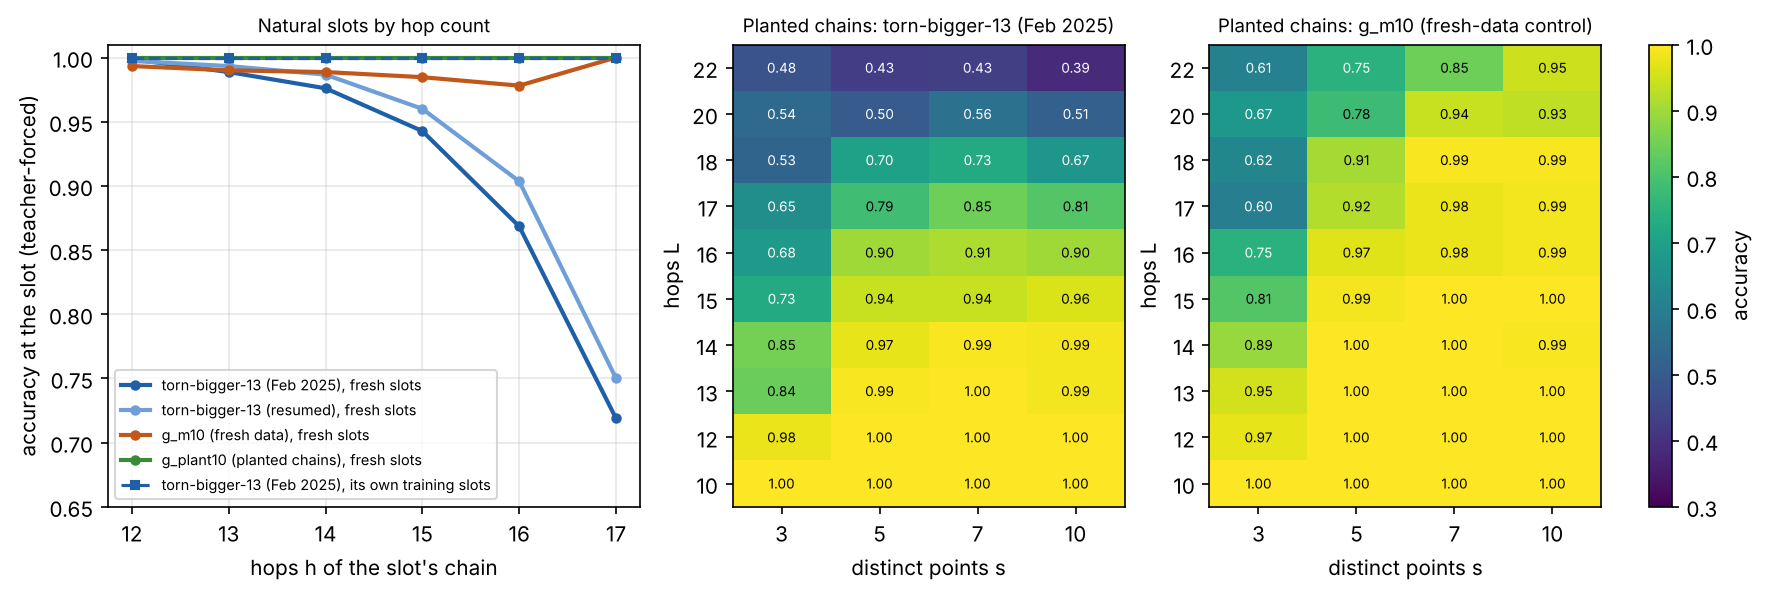 Natural slots by hop count
accuracy at the slot (teacher-forced)
1.00
0.95
0.90
0.85
0.80
0.75
0.70
0.65
torn-bigger-13 (Feb 2025), fresh slots
torn-bigger-13 (resumed), fresh slots
g_m10 (fresh data), fresh slots
g_plant10 (planted chains), fresh slots
torn-bigger-13 (Feb 2025), its own training slots
12 13 14 15 16 17
hops h of the slot's chain
Planted chains: torn-bigger-13 (Feb 2025)
hops L
22 0.48 0.43 0.43 0.39
20 0.54 0.50 0.56 0.51
18 0.53 0.70 0.73 0.67
17 0.65 0.79 0.85 0.81
16 0.68 0.90 0.91 0.90
15 0.73 0.94 0.94 0.96
14 0.85 0.97 0.99 0.99
13 0.84 0.99 1.00 0.99
12 0.98 1.00 1.00 1.00
10 1.00 1.00 1.00 1.00
3 5 7 10
distinct points s
Planted chains: g_m10 (fresh-data control)
hops L
22 0.61 0.75 0.85 0.95
20 0.67 0.78 0.94 0.93
18 0.62 0.91 0.99 0.99
17 0.60 0.92 0.98 0.99
16 0.75 0.97 0.98 0.99
15 0.81 0.99 1.00 1.00
14 0.89 1.00 1.00 0.99
13 0.95 1.00 1.00 1.00
12 0.97 1.00 1.00 1.00
10 1.00 1.00 1.00 1.00
3 5 7 10
distinct points s
1.0
0.9
0.8
0.7
0.6
0.5
0.4
0.3
accuracy